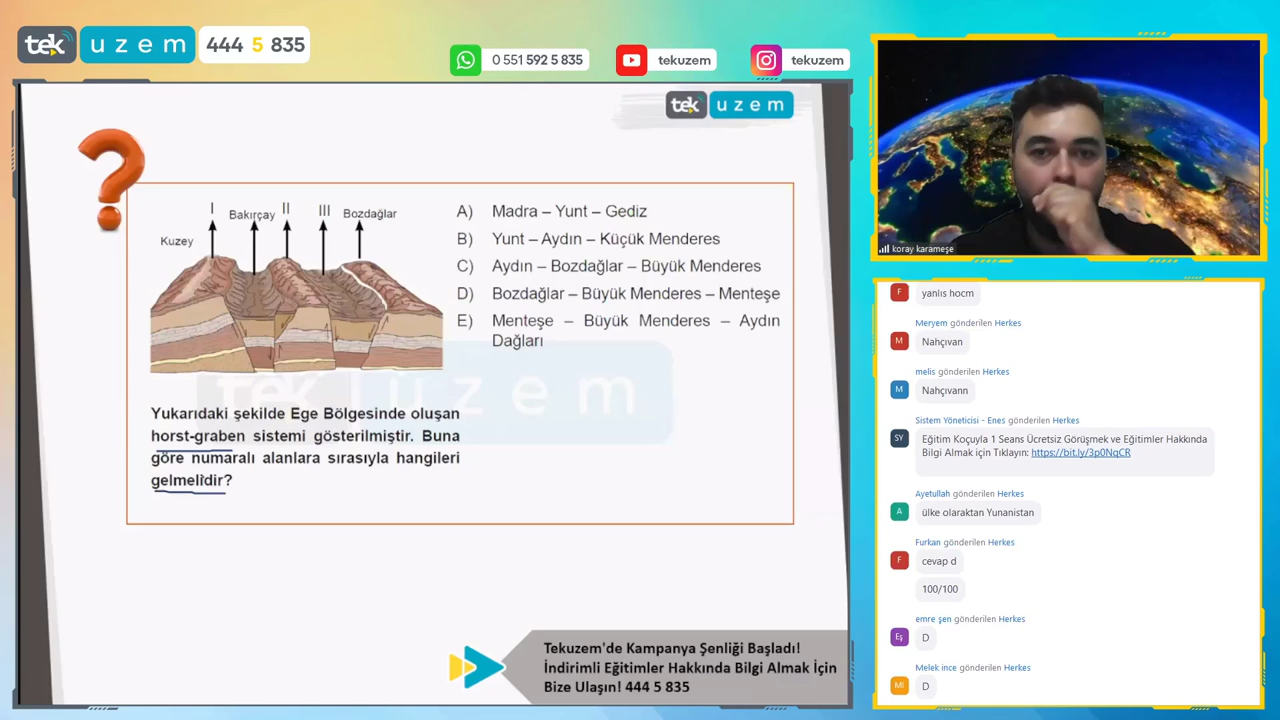 tek uzem 444 5 835
0 551 592 5 835
tekuzem
tekuzem
tek uzem
I
Bakırçay
II
III
Bozdağlar
Kuzey
A) Madra – Yunt – Gediz
B) Yunt – Aydın – Küçük Menderes
C) Aydın – Bozdağlar – Büyük Menderes
D) Bozdağlar – Büyük Menderes – Menteşe
E) Menteşe – Büyük Menderes – Aydın
Dağları
tek uzem
Yukarıdaki şekilde Ege Bölgesinde oluşan
horst-graben sistemi gösterilmiştir. Buna
göre numaralı alanlara sırasıyla hangileri
gelmelidir?
Tekuzem'de Kampanya Şenliği Başladı!
İndirimli Eğitimler Hakkında Bilgi Almak İçin
Bize Ulaşın! 444 5 835
koray karameşe
F
yanlıs hocm
Meryem gönderilen Herkes
M
Nahçıvan
melis gönderilen Herkes
M
Nahçıvann
Sistem Yöneticisi - Enes gönderilen Herkes
SY
Eğitim Koçuyla 1 Seans Ücretsiz Görüşmek ve Eğitimler Hakkında
Bilgi Almak için Tıklayın: https://bit.ly/3p0NqCR
Ayetullah gönderilen Herkes
A
ülke olaraktan Yunanistan
Furkan gönderilen Herkes
F
cevap d
100/100
emre şen gönderilen Herkes
Eş
D
Melek ince gönderilen Herkes
Mİ
D